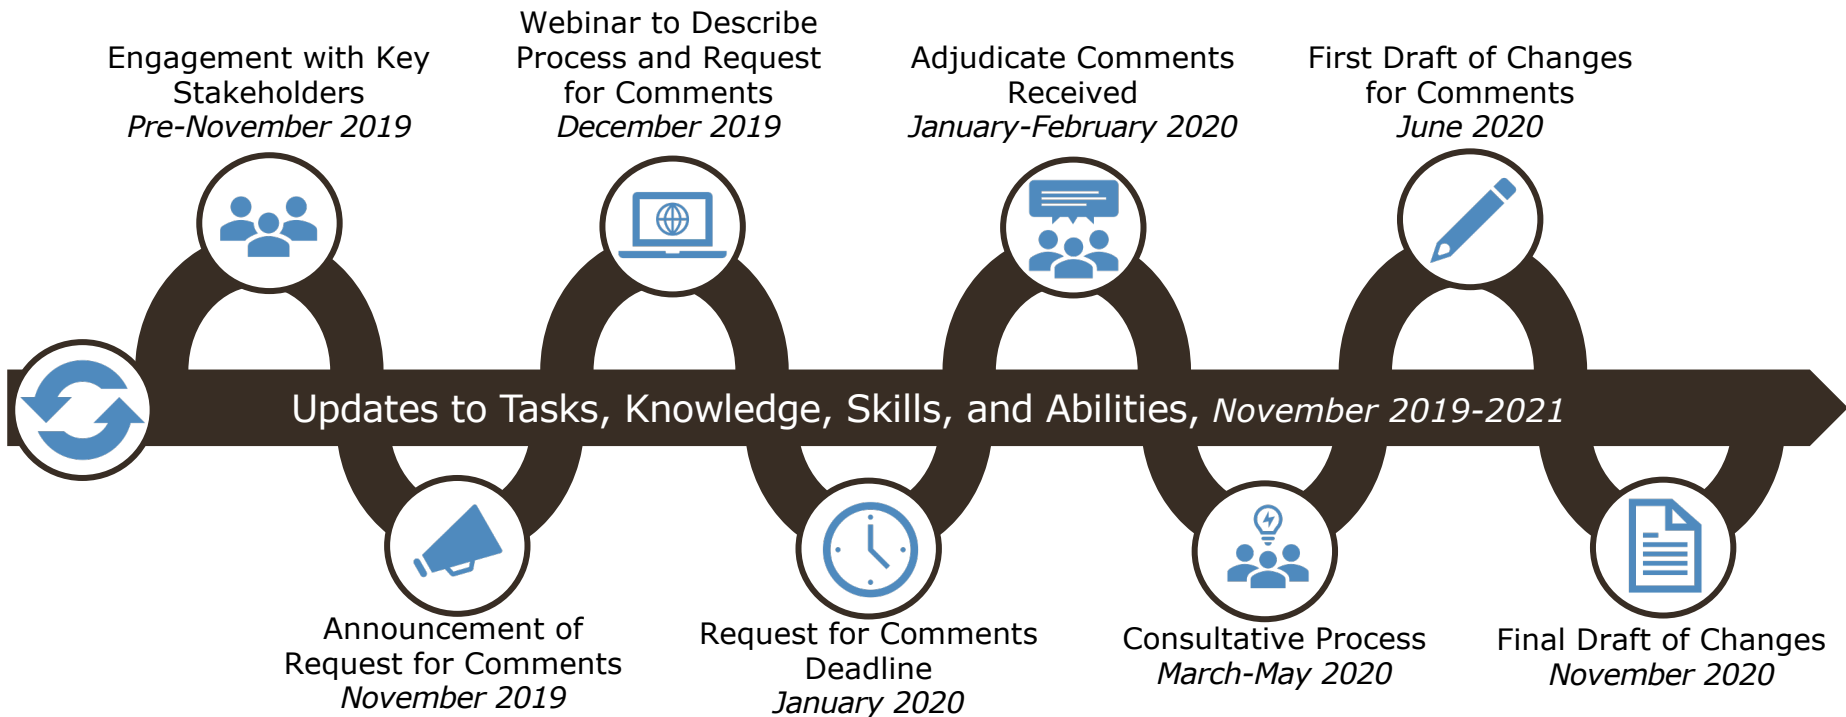 Engagement with Key
Stakeholders
Pre-November 2019
Webinar to Describe
Process and Request
for Comments
December 2019
Adjudicate Comments
Received
January-February 2020
First Draft of Changes
for Comments
June 2020
Updates to Tasks, Knowledge, Skills, and Abilities, November 2019-2021
Announcement of
Request for Comments
November 2019
Request for Comments
Deadline
January 2020
Consultative Process
March-May 2020
Final Draft of Changes
November 2020